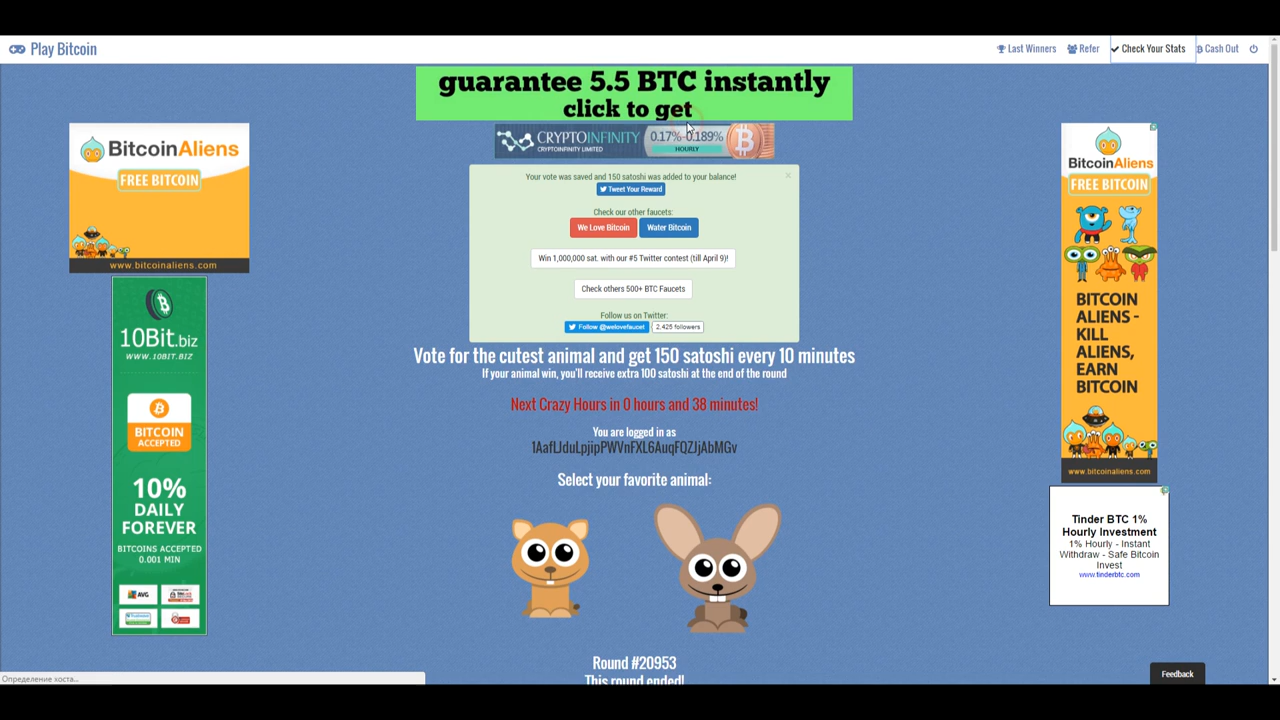 Play Bitcoin
Last Winners
Refer
Check Your Stats
Cash Out
guarantee 5.5 BTC instantly
click to get
CRYPTOINFINITY
CRYPTOINFINITY LIMITED
0.17%-0.189%
HOURLY
BitcoinAliens
FREE BITCOIN
www.bitcoinaliens.com
10Bit.biz
WWW.10BIT.BIZ
BITCOIN
ACCEPTED
10%
DAILY
FOREVER
BITCOINS ACCEPTED
0.001 MIN
AVG
Your vote was saved and 150 satoshi was added to your balance!
×
Tweet Your Reward
Check our other faucets:
We Love Bitcoin
Water Bitcoin
Win 1,000,000 sat. with our #5 Twitter contest (till April 9)!
Check others 500+ BTC Faucets
Follow us on Twitter:
Follow @welovefaucet
2,425 followers
Vote for the cutest animal and get 150 satoshi every 10 minutes
If your animal win, you'll receive extra 100 satoshi at the end of the round
Next Crazy Hours in 0 hours and 38 minutes!
You are logged in as
1AafLJduLpjipPWVnFXL6AuqFQZJjAbMGv
Select your favorite animal:
Round #20953
This round ended!
BitcoinAliens
FREE BITCOIN
BITCOIN
ALIENS -
KILL
ALIENS,
EARN
BITCOIN
www.bitcoinaliens.com
Tinder BTC 1%
Hourly Investment
1% Hourly - Instant
Withdraw - Safe Bitcoin
Invest
www.tinderbtc.com
Feedback
Определение хоста...